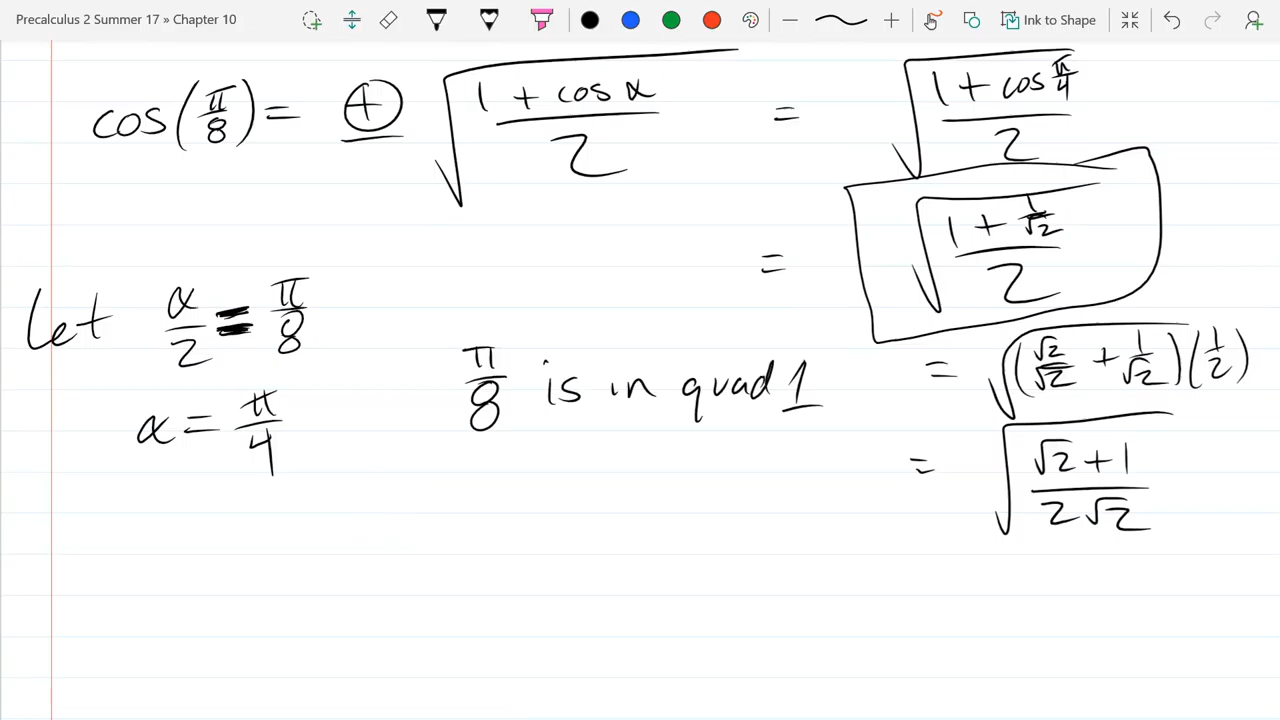 Precalculus 2 Summer 17 » Chapter 10
Ink to Shape
cos(π/8) = + √((1 + cos α)/2) = √((1 + cos π/4)/2)
= √((1 + 1/√2)/2)
Let α/2 = π/8
= √((√2/√2 + 1/√2)(1/2))
π/8 is in quad 1
α = π/4
= √((√2 + 1)/(2√2))